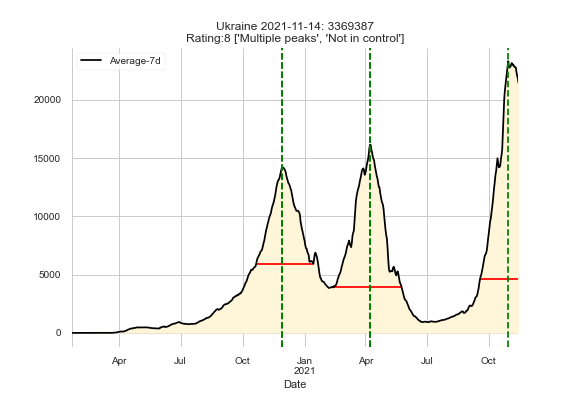 Ukraine 2021-11-14: 3369387
Rating:8 ['Multiple peaks', 'Not in control']
Average-7d
20000
15000
10000
5000
0
Apr Jul Oct Jan Apr Jul Oct
2021
Date